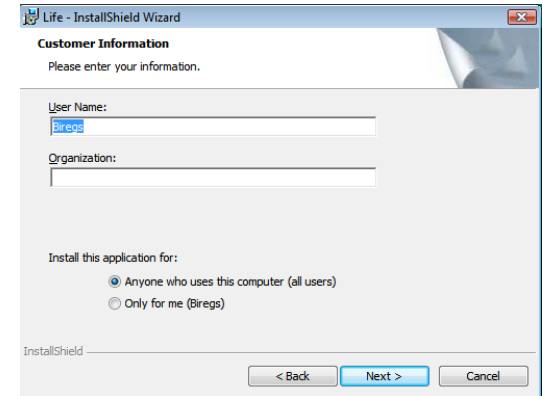 Life - InstallShield Wizard
Customer Information
Please enter your information.
User Name:
Biregs
Organization:
Install this application for:
Anyone who uses this computer (all users)
Only for me (Biregs)
InstallShield
< Back Next > Cancel